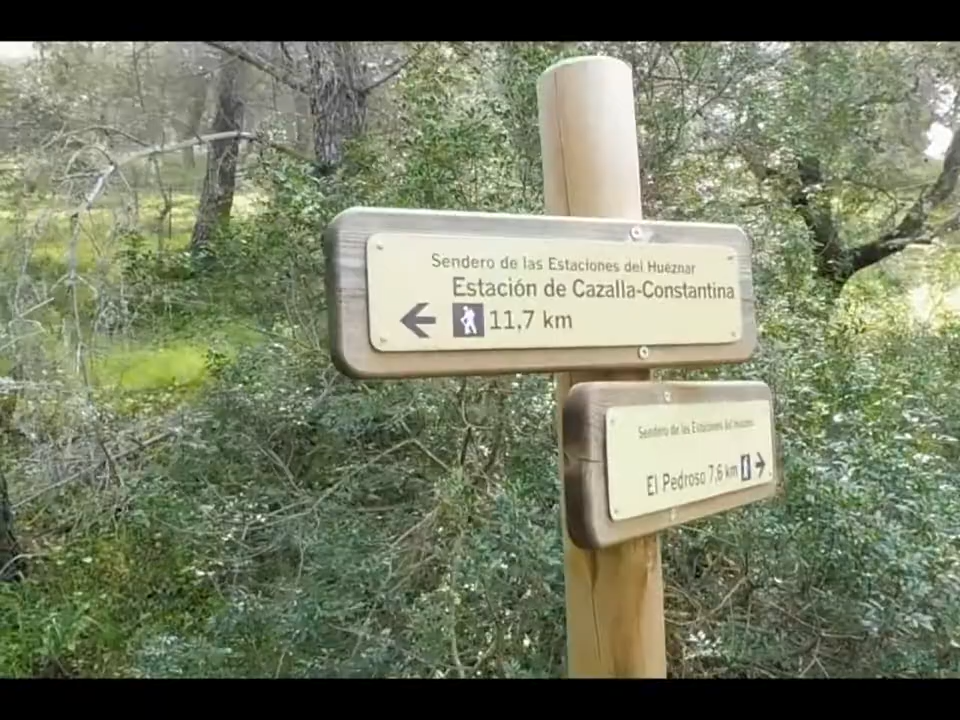 Sendero de las Estaciones del Huéznar
Estación de Cazalla-Constantina
11,7 km
Sendero de las Estaciones del Huéznar
El Pedroso 7,6 km